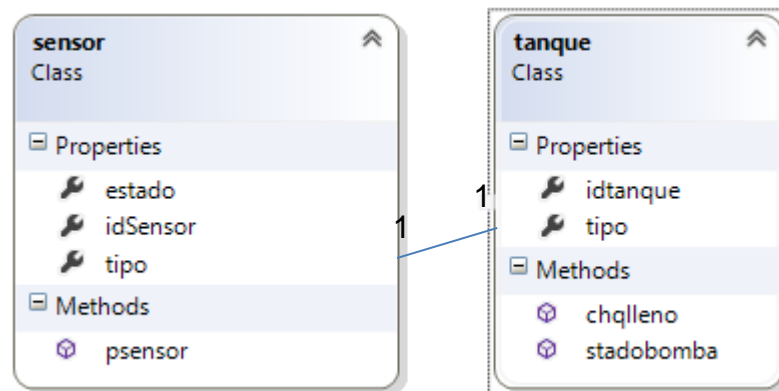 sensor
Class
Properties
estado
idSensor
tipo
Methods
psensor
1
1
tanque
Class
Properties
idtanque
tipo
Methods
chqlleno
stadobomba